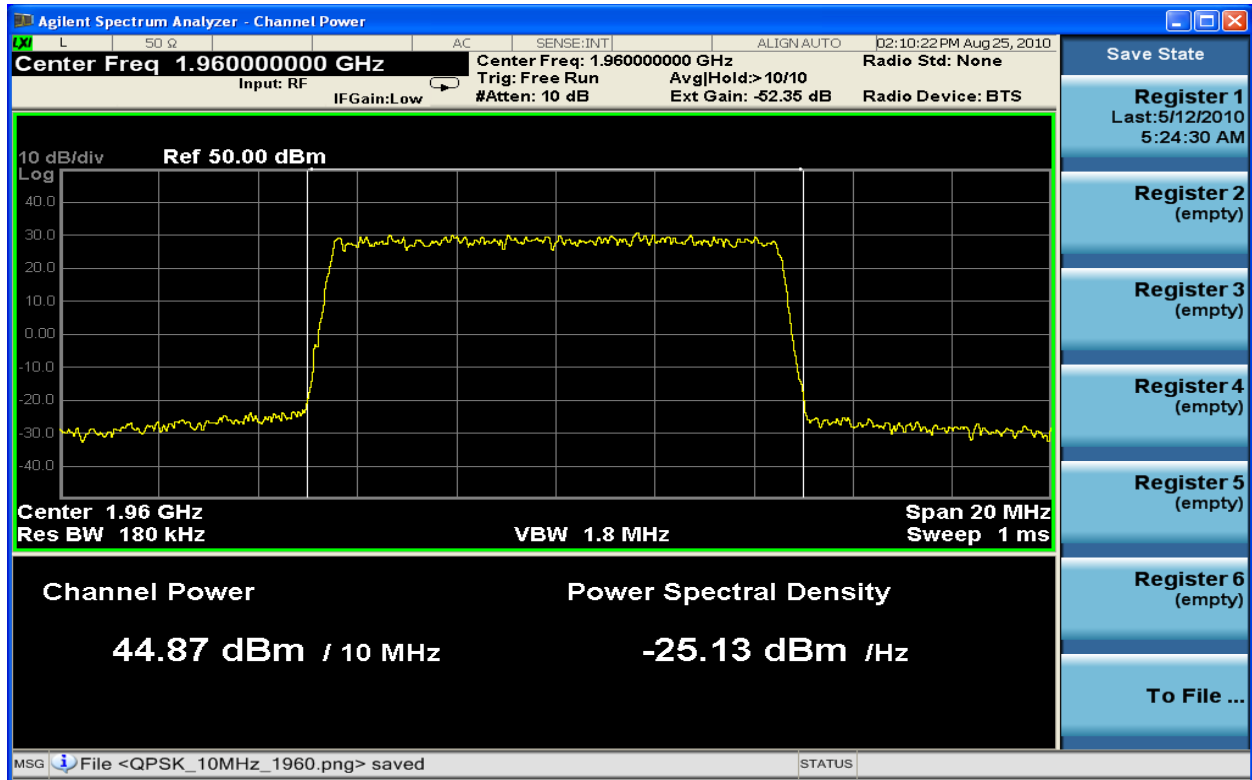 Agilent Spectrum Analyzer - Channel Power
LXI L 50 Ω AC SENSE:INT ALIGN AUTO 02:10:22 PM Aug 25, 2010
Center Freq 1.960000000 GHz
Input: RF
IFGain:Low
Center Freq: 1.960000000 GHz
Trig: Free Run
Avg|Hold:> 10/10
#Atten: 10 dB
Ext Gain: -52.35 dB
Radio Std: None
Radio Device: BTS
10 dB/div
Ref 50.00 dBm
Log
40.0
30.0
20.0
10.0
0.00
-10.0
-20.0
-30.0
-40.0
Center 1.96 GHz
Span 20 MHz
Res BW 180 kHz
VBW 1.8 MHz
Sweep 1 ms
Channel Power
Power Spectral Density
44.87 dBm / 10 MHz
-25.13 dBm /Hz
Save State
Register 1
Last:5/12/2010
5:24:30 AM
Register 2
(empty)
Register 3
(empty)
Register 4
(empty)
Register 5
(empty)
Register 6
(empty)
To File ...
MSG File <QPSK_10MHz_1960.png> saved
STATUS